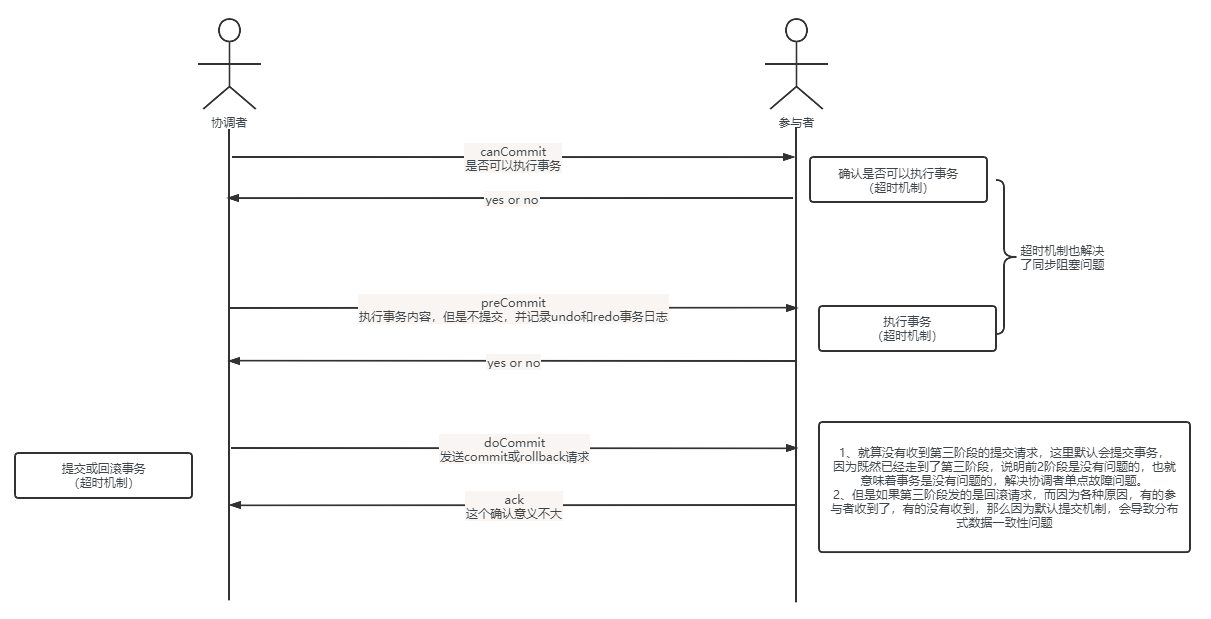 协调者
参与者
canCommit
是否可以执行事务
确认是否可以执行事务
（超时机制）
yes or no
超时机制也解决
了同步阻塞问题
preCommit
执行事务内容，但是不提交，并记录undo和redo事务日志
执行事务
（超时机制）
yes or no
doCommit
发送commit或rollback请求
提交或回滚事务
（超时机制）
1、就算没有收到第三阶段的提交请求，这里默认会提交事务，
因为既然已经走到了第三阶段，说明前2阶段是没有问题的，也就
意味着事务是没有问题的，解决协调者单点故障问题。
2、但是如果第三阶段发的是回滚请求，而因为各种原因，有的参
与者收到了，有的没有收到，那么因为默认提交机制，会导致分布
式数据一致性问题
ack
这个确认意义不大